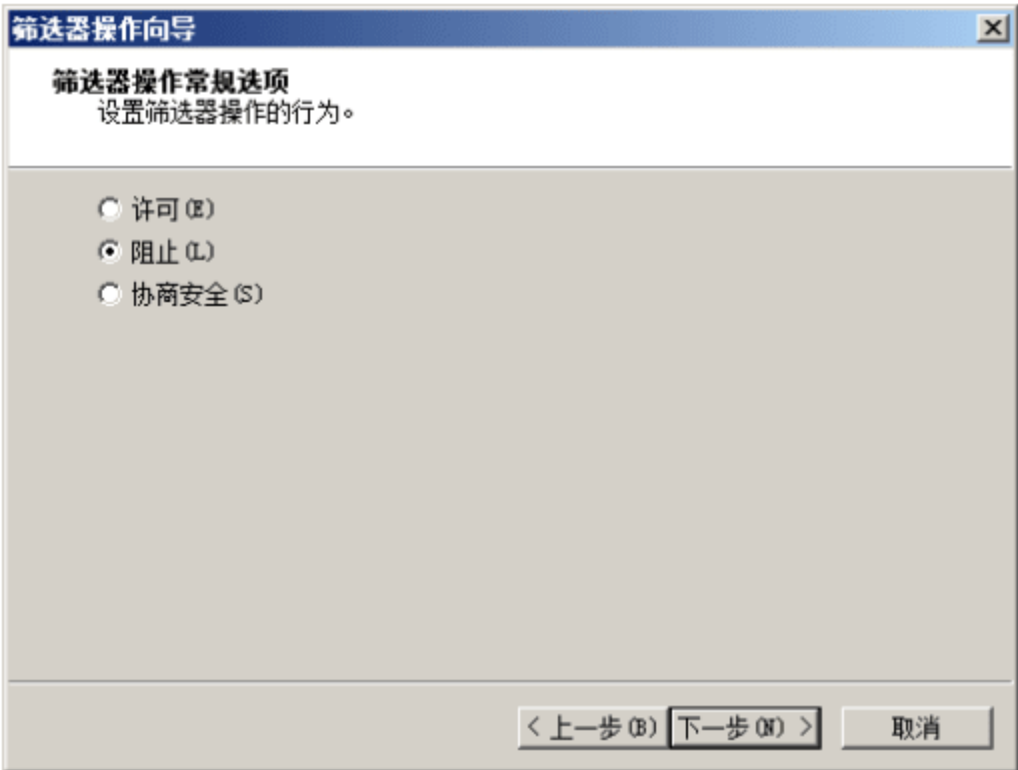 筛选器操作向导
筛选器操作常规选项
设置筛选器操作的行为。
许可(E)
阻止(L)
协商安全(S)
< 上一步(B) 下一步(N) > 取消